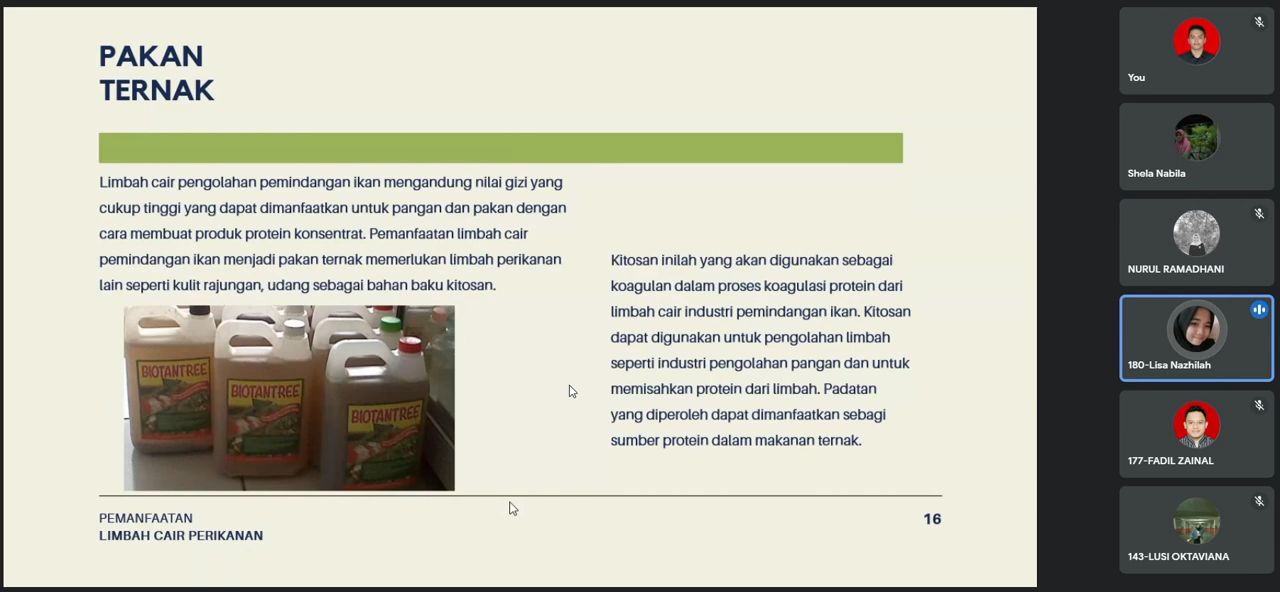 PAKAN
TERNAK
Limbah cair pengolahan pemindangan ikan mengandung nilai gizi yang
cukup tinggi yang dapat dimanfaatkan untuk pangan dan pakan dengan
cara membuat produk protein konsentrat. Pemanfaatan limbah cair
pemindangan ikan menjadi pakan ternak memerlukan limbah perikanan
lain seperti kulit rajungan, udang sebagai bahan baku kitosan.
BIOTANTREE
BIOTANTREE
BIOTANTREE
Kitosan inilah yang akan digunakan sebagai
koagulan dalam proses koagulasi protein dari
limbah cair industri pemindangan ikan. Kitosan
dapat digunakan untuk pengolahan limbah
seperti industri pengolahan pangan dan untuk
memisahkan protein dari limbah. Padatan
yang diperoleh dapat dimanfaatkan sebagi
sumber protein dalam makanan ternak.
PEMANFAATAN
LIMBAH CAIR PERIKANAN
16
You
Shela Nabila
NURUL RAMADHANI
180-Lisa Nazhilah
177-FADIL ZAINAL
143-LUSI OKTAVIANA